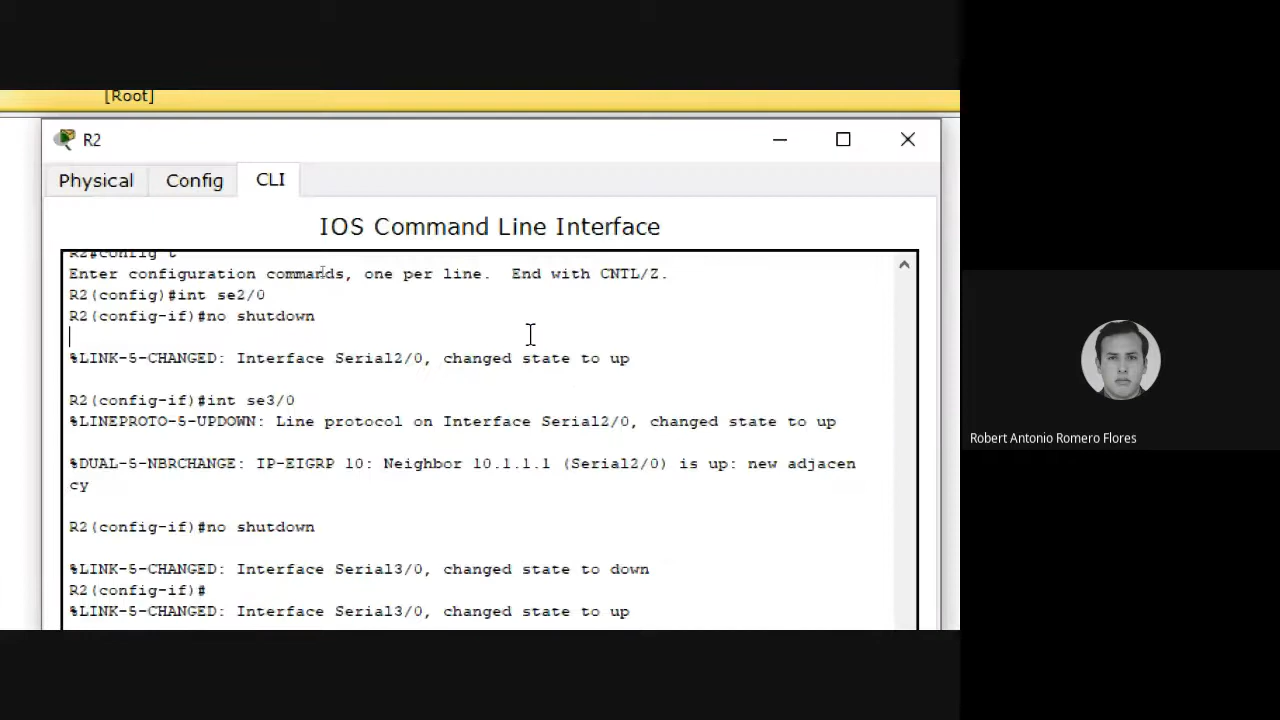 [Root]
R2
Physical Config CLI
IOS Command Line Interface
R2#config t
Enter configuration commands, one per line. End with CNTL/Z.
R2(config)#int se2/0
R2(config-if)#no shutdown
%LINK-5-CHANGED: Interface Serial2/0, changed state to up
R2(config-if)#int se3/0
%LINEPROTO-5-UPDOWN: Line protocol on Interface Serial2/0, changed state to up
%DUAL-5-NBRCHANGE: IP-EIGRP 10: Neighbor 10.1.1.1 (Serial2/0) is up: new adjacen
cy
R2(config-if)#no shutdown
%LINK-5-CHANGED: Interface Serial3/0, changed state to down
R2(config-if)#
%LINK-5-CHANGED: Interface Serial3/0, changed state to up
Robert Antonio Romero Flores